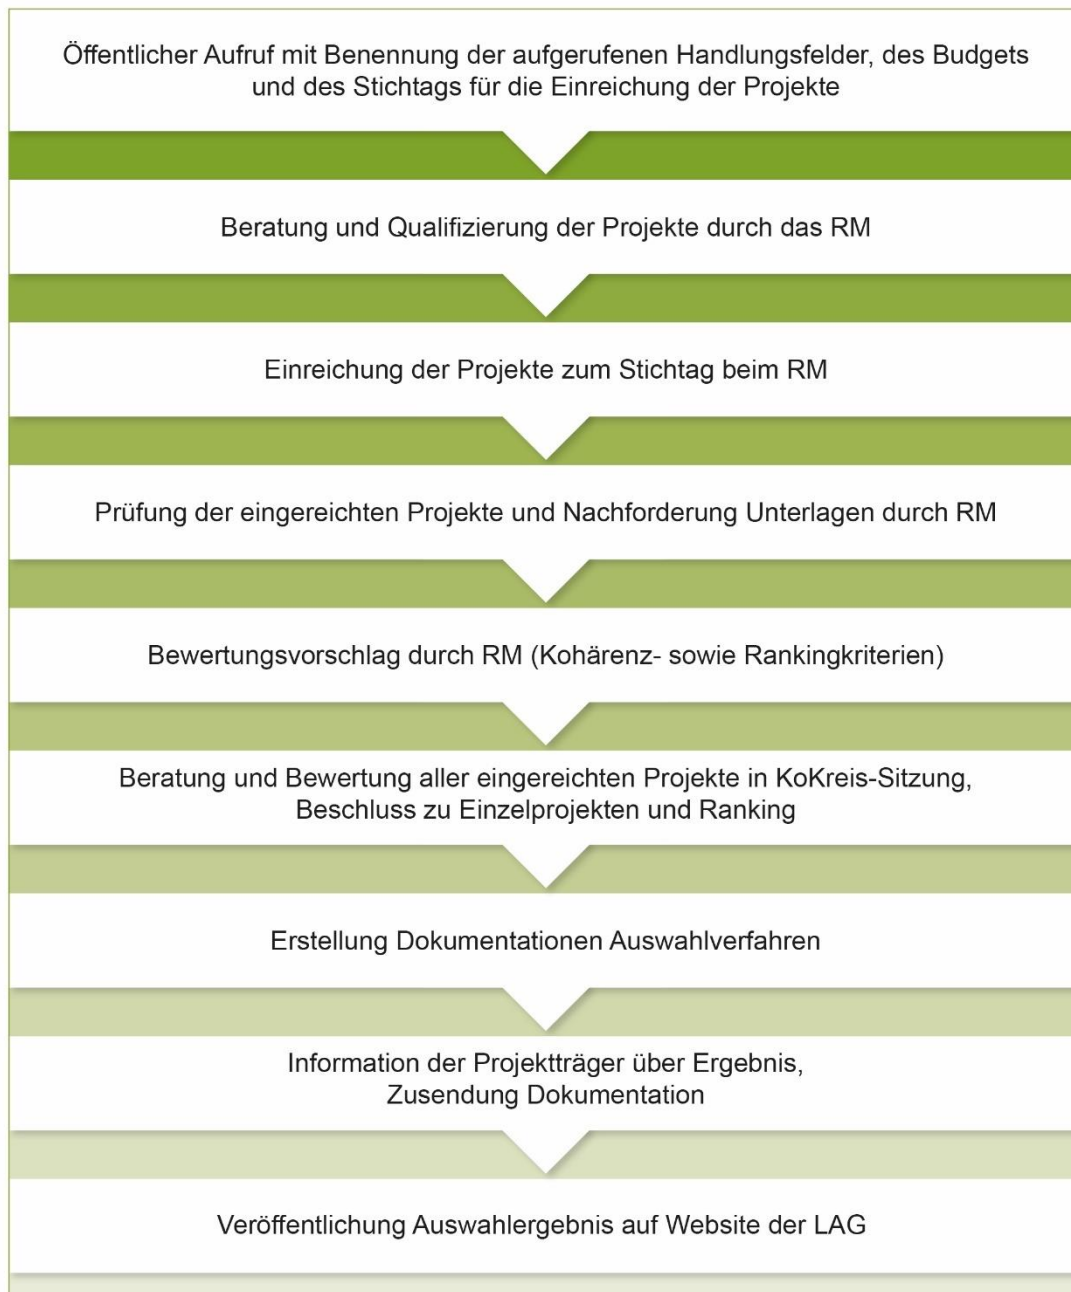 Öffentlicher Aufruf mit Benennung der aufgerufenen Handlungsfelder, des Budgets
und des Stichtags für die Einreichung der Projekte
Beratung und Qualifizierung der Projekte durch das RM
Einreichung der Projekte zum Stichtag beim RM
Prüfung der eingereichten Projekte und Nachforderung Unterlagen durch RM
Bewertungsvorschlag durch RM (Kohärenz- sowie Rankingkriterien)
Beratung und Bewertung aller eingereichten Projekte in KoKreis-Sitzung,
Beschluss zu Einzelprojekten und Ranking
Erstellung Dokumentationen Auswahlverfahren
Information der Projektträger über Ergebnis,
Zusendung Dokumentation
Veröffentlichung Auswahlergebnis auf Website der LAG